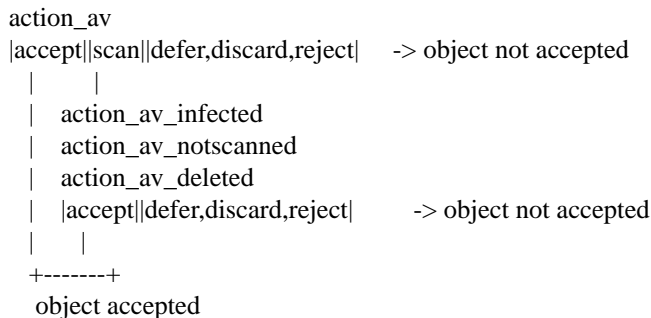 action_av
|accept||scan||defer,discard,reject|     -> object not accepted
  |         |
  |    action_av_infected
  |    action_av_notscanned
  |    action_av_deleted
  |    |accept||defer,discard,reject|          -> object not accepted
  |       |
  +-------+
   object accepted